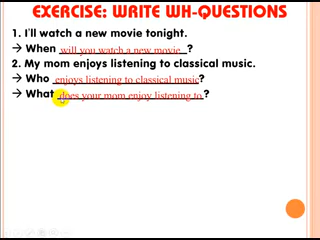 EXERCISE: WRITE WH-QUESTIONS
1. I'll watch a new movie tonight.
→ When will you watch a new movie?
2. My mom enjoys listening to classical music.
→ Who enjoys listening to classical music?
→ What does your mom enjoy listening to?